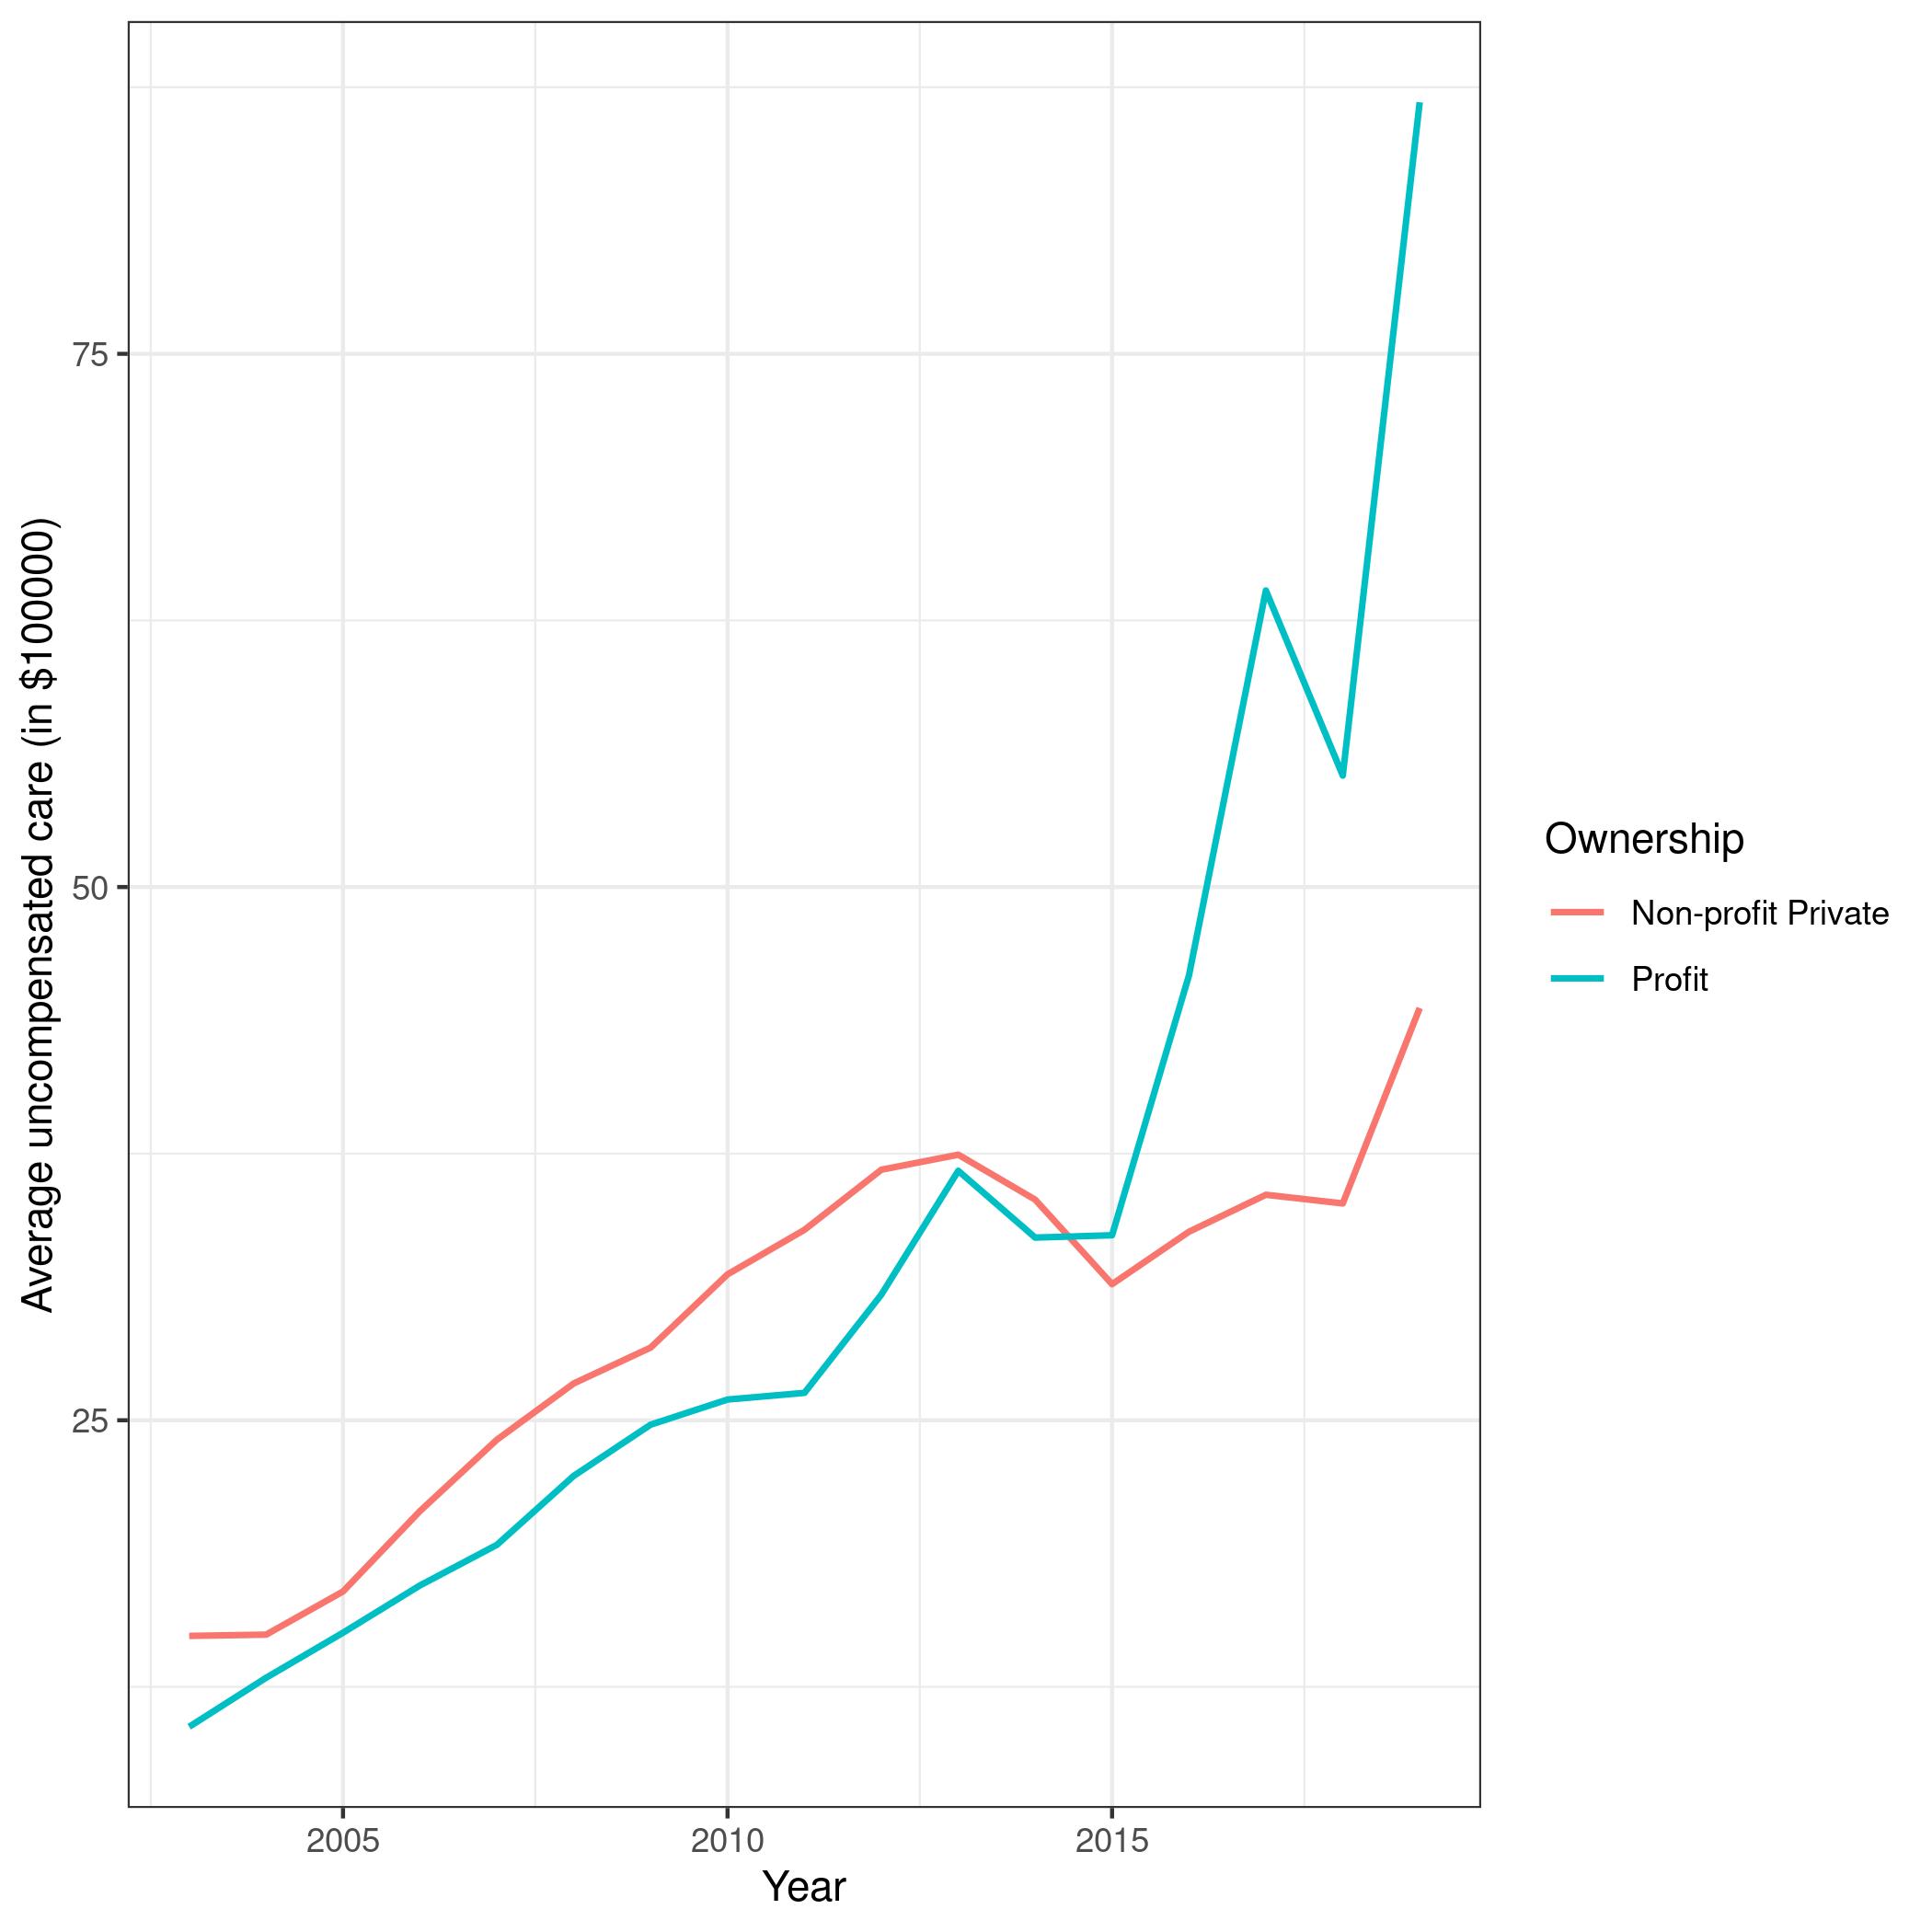 Average uncompensated care (in $100000)
75
50
25
2005
2010
2015
Year
Ownership
Non-profit Private
Profit